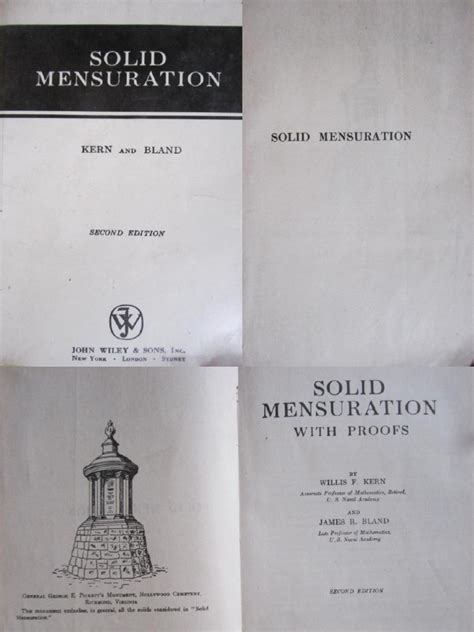 SOLID
MENSURATION
KERN AND BLAND
SECOND EDITION
JW
JOHN WILEY & SONS, INC.
NEW YORK · LONDON · SYDNEY
SOLID MENSURATION
GENERAL GEORGE E. PICKETT'S MONUMENT, HOLLYWOOD CEMETERY,
RICHMOND, VIRGINIA
THE MONUMENT embodies, in general, all the solids considered in "Solid
Mensuration."
SOLID
MENSURATION
WITH PROOFS
BY
WILLIS F. KERN
Associate Professor of Mathematics, Retired,
U. S. Naval Academy
AND
JAMES R. BLAND
Late Professor of Mathematics,
U. S. Naval Academy
SECOND EDITION